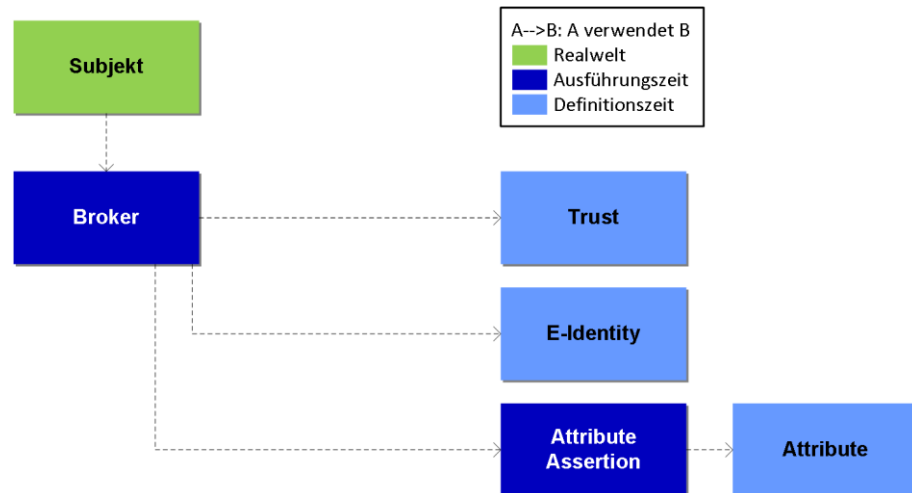 Subjekt
A-->B: A verwendet B
Realwelt
Ausführungszeit
Definitionszeit
Broker
Trust
E-Identity
Attribute
Assertion
Attribute